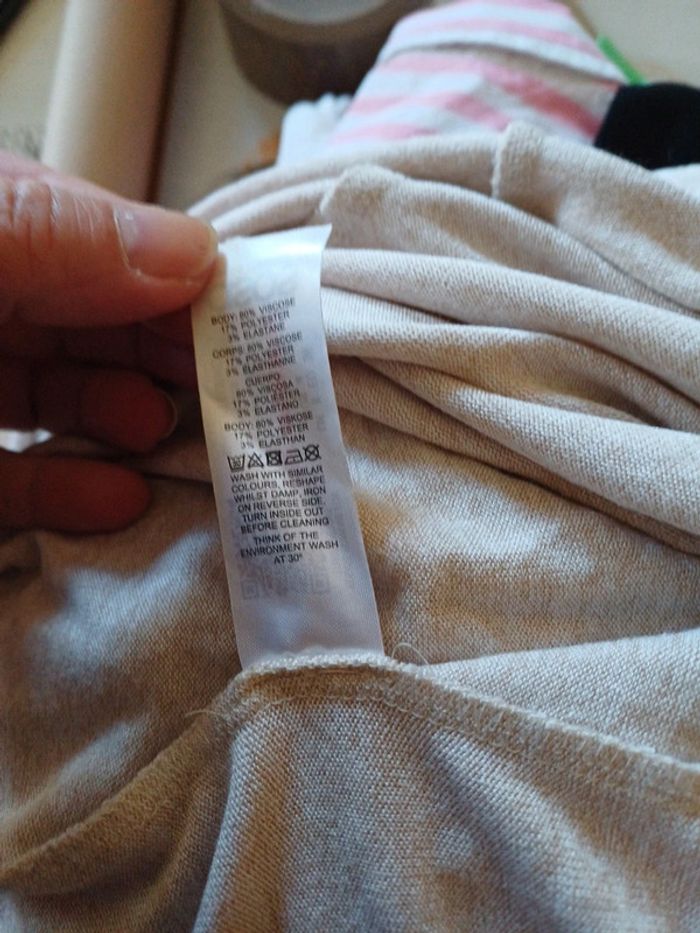 BODY: 80% VISCOSE
17% POLYESTER
3% ELASTANE
CORPS: 80% VISCOSE
17% POLYESTER
3% ELASTHANNE
CUERPO
80% VISCOSA
17% POLIÉSTER
3% ELASTANO
BODY: 80% VISKOSE
17% POLYESTER
3% ELASTHAN
WASH WITH SIMILAR
COLOURS, RESHAPE
WHILST DAMP, IRON
ON REVERSE SIDE.
TURN INSIDE OUT
BEFORE CLEANING
THINK OF THE
ENVIRONMENT WASH
AT 30°